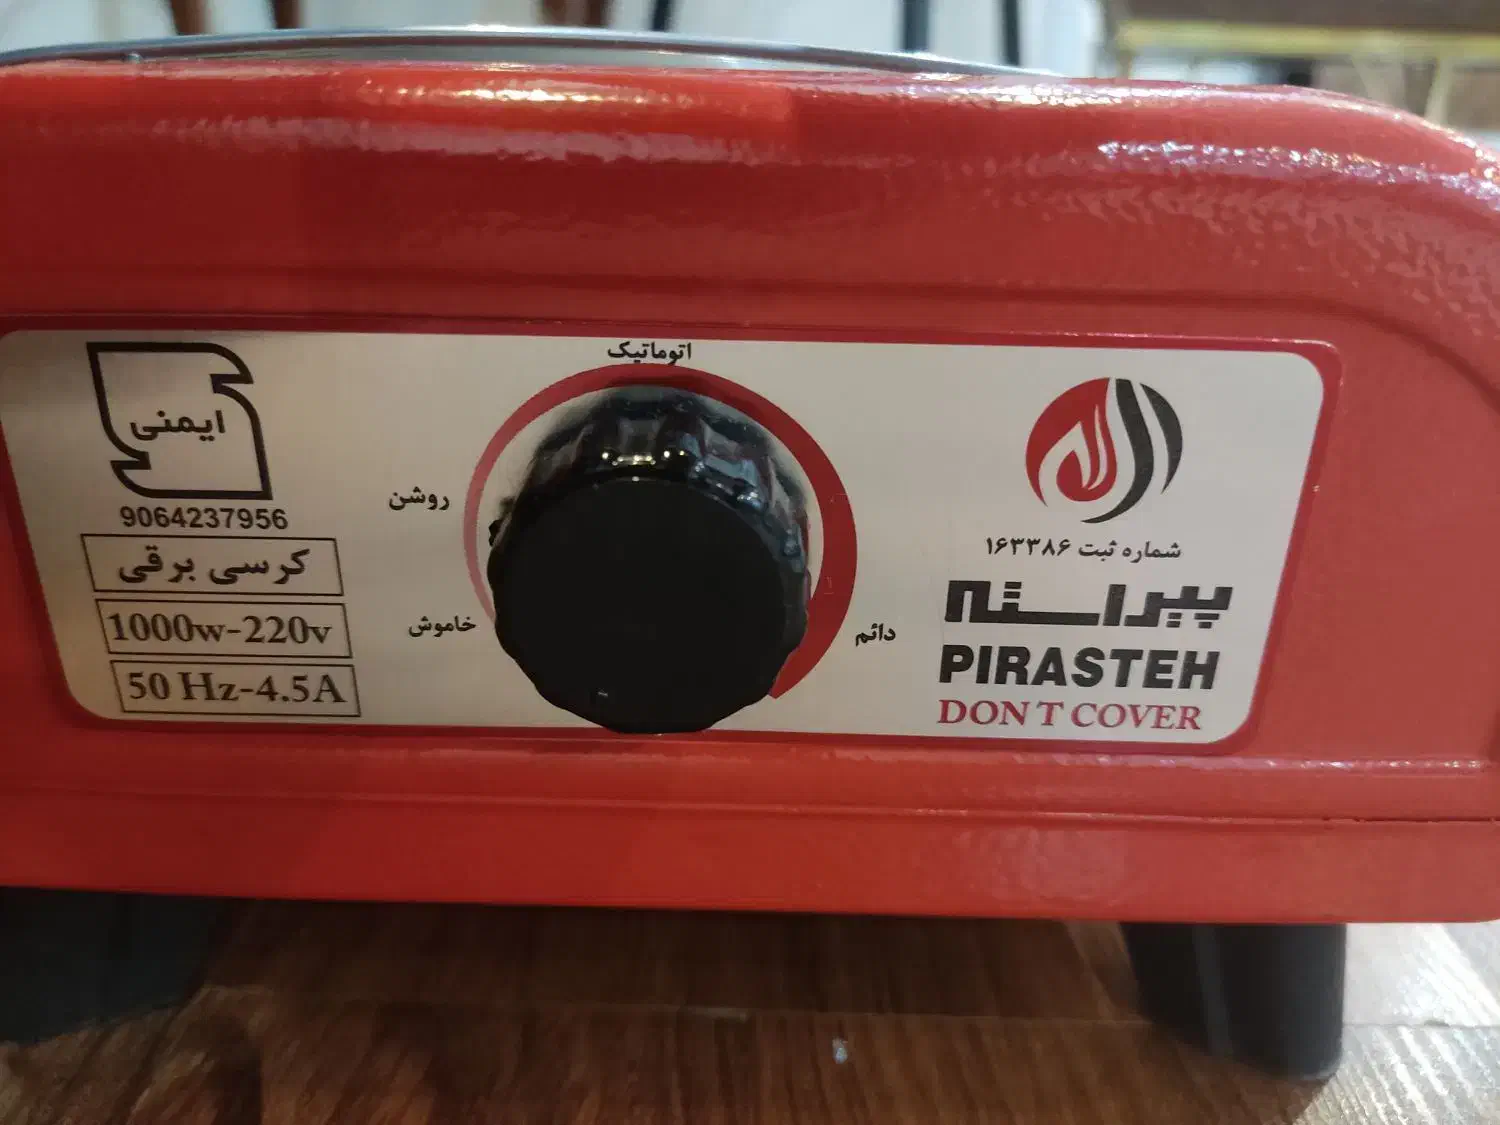 ایمنی
9064237956
کرسی برقی
1000w-220v
50 Hz-4.5A
اتوماتیک
روشن
خاموش
دائم
شماره ثبت ۱۶۳۳۸۶
پیراسته
PIRASTEH
DON T COVER